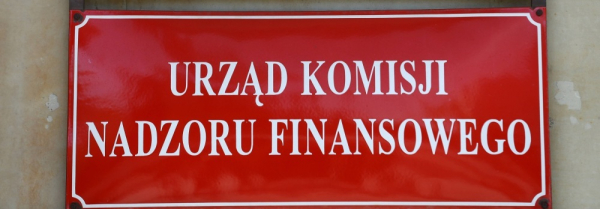 URZĄD KOMISJI
NADZORU FINANSOWEGO